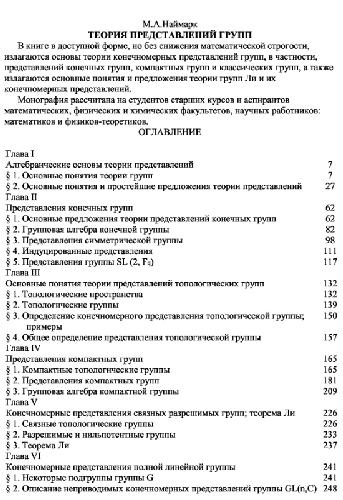 М.А.Наймарк
ТЕОРИЯ ПРЕДСТАВЛЕНИЙ ГРУПП
В книге в доступной форме, но без снижения математической строгости,
излагаются основы теории конечномерных представлений групп, в частности,
представлений конечных групп, компактных групп и классических групп, а также
излагаются основные понятия и предложения теории групп Ли и их
конечномерных представлений.
Монография рассчитана на студентов старших курсов и аспирантов
математических, физических и химических факультетов, научных работников:
математиков и физиков-теоретиков.
ОГЛАВЛЕНИЕ
Глава I
Алгебраические основы теории представлений 7
§ 1. Основные понятия теории групп 7
§ 2. Основные понятия и простейшие предложения теории представлений 27
Глава II
Представления конечных групп 62
§ 1. Основные предложения теории представлений конечных групп 62
§ 2. Групповая алгебра конечной группы 82
§ 3. Представления симметрической группы 98
§ 4. Индуцированные представления 111
§ 5. Представления группы SL (2, F₂) 117
Глава III
Основные понятия теории представлений топологических групп 132
§ 1. Топологические пространства 132
§ 2. Топологические группы 139
§ 3. Определение конечномерного представления топологической группы; 150
примеры
§ 4. Общее определение представления топологической группы 157
Глава IV
Представления компактных групп 165
§ 1. Компактные топологические группы 165
§ 2. Представления компактных групп 181
§ 3. Групповая алгебра компактной группы 209
Глава V
Конечномерные представления связных разрешимых групп; теорема Ли 226
§ 1. Связные топологические группы 226
§ 2. Разрешимые и нильпотентные группы 233
§ 3. Теорема Ли 237
Глава VI
Конечномерные представления полной линейной группы 241
§ 1. Некоторые подгруппы группы G 241
§ 2. Описание неприводимых конечномерных представлений группы GL(n,C) 248